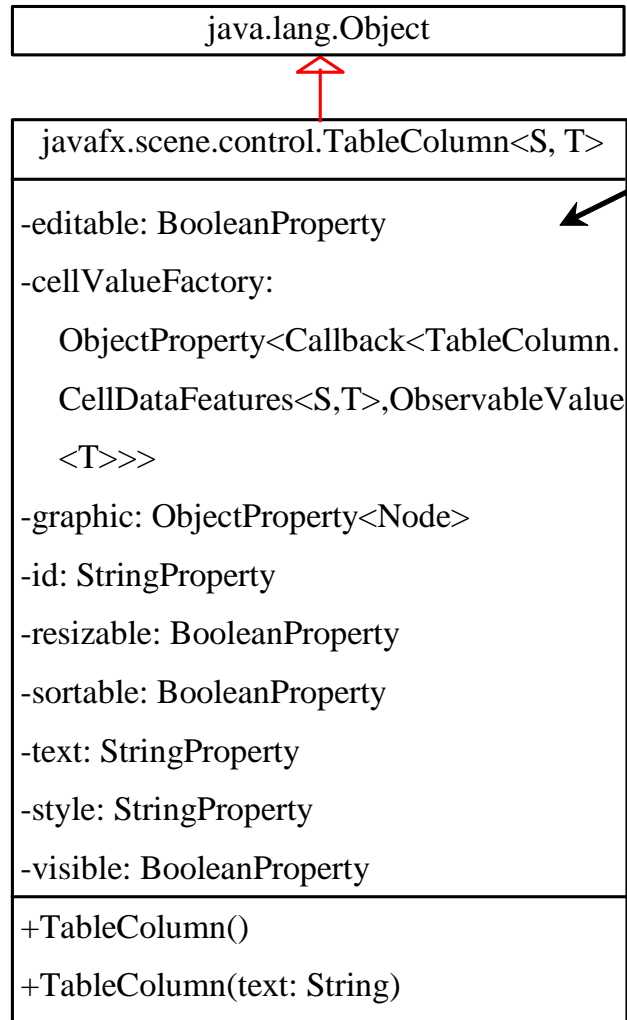 java.lang.Object
javafx.scene.control.TableColumn<S, T>
-editable: BooleanProperty
-cellValueFactory:
ObjectProperty<Callback<TableColumn.
CellDataFeatures<S,T>,ObservableValue
<T>>>
-graphic: ObjectProperty<Node>
-id: StringProperty
-resizable: BooleanProperty
-sortable: BooleanProperty
-text: StringProperty
-style: StringProperty
-visible: BooleanProperty
+TableColumn()
+TableColumn(text: String)